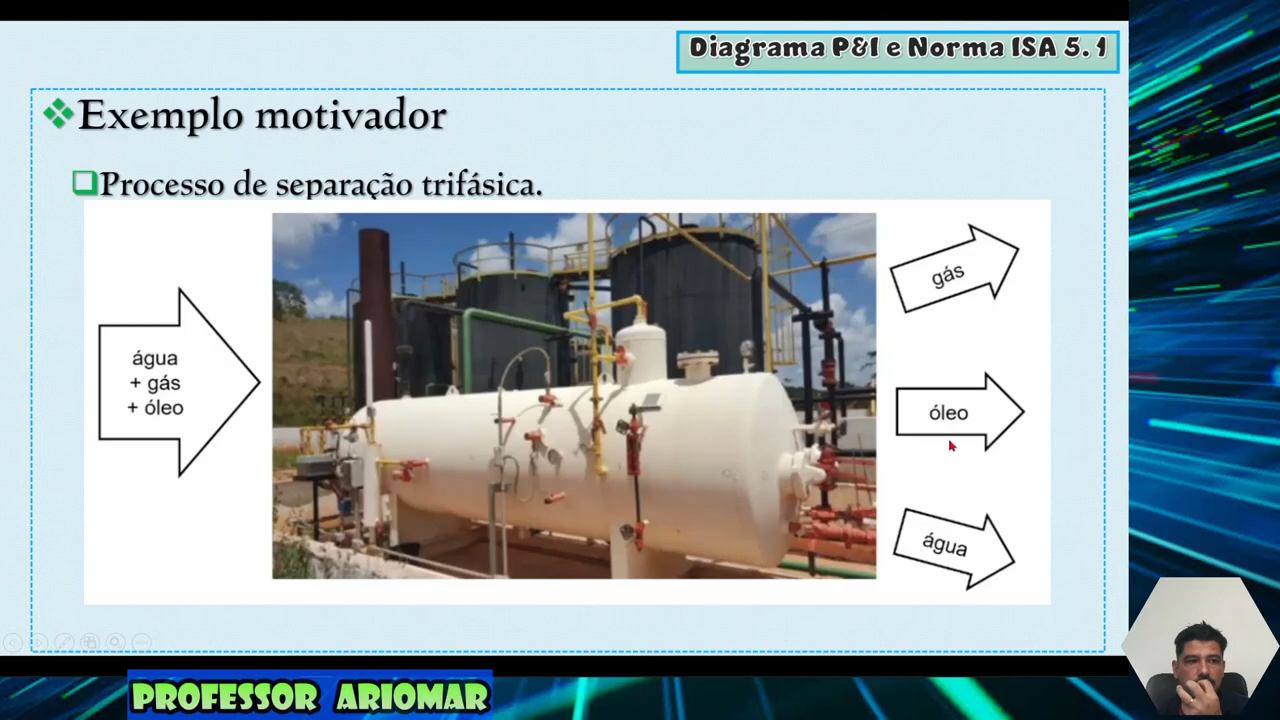 Diagrama P&I e Norma ISA 5.1
Exemplo motivador
Processo de separação trifásica.
água
+ gás
+ óleo
gás
óleo
água
PROFESSOR ARIOMAR